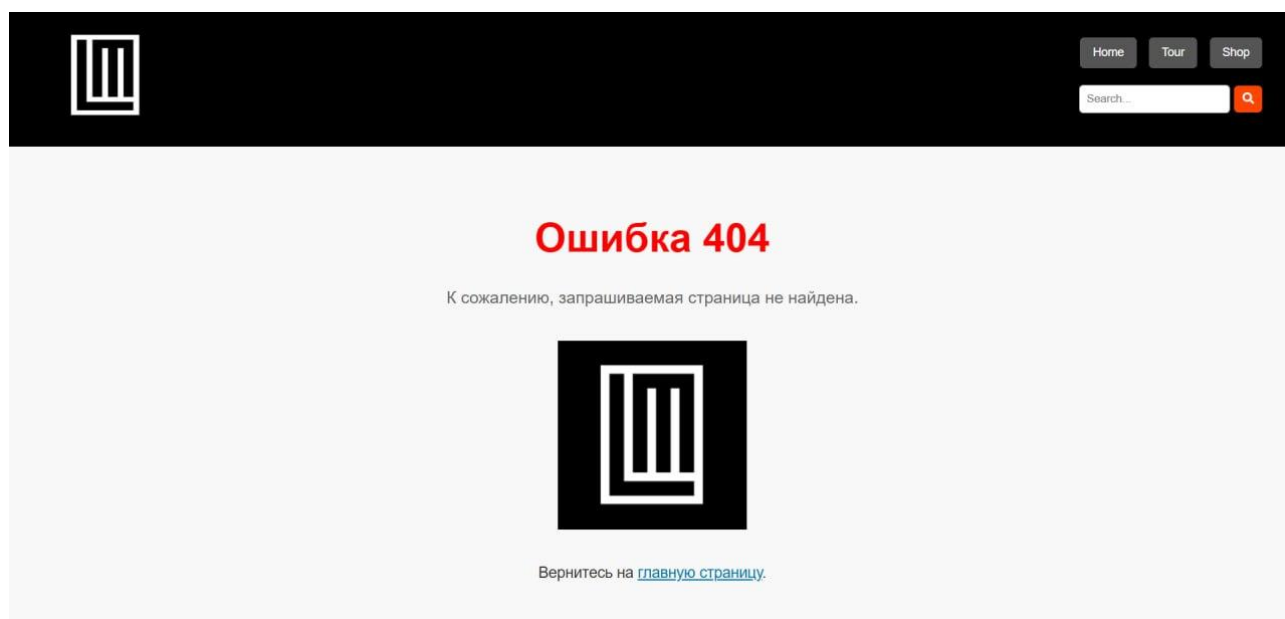 Home Tour Shop
Search...
Ошибка 404
К сожалению, запрашиваемая страница не найдена.
Вернитесь на главную страницу.